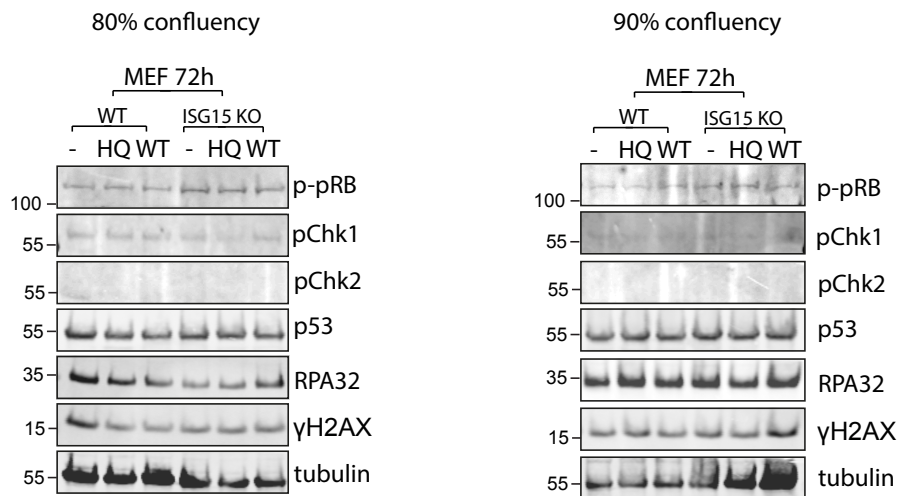 80% confluency
MEF 72h
WT ISG15 KO
- HQ WT - HQ WT
p-pRB
100
55 pChk1
pChk2
55
55 p53
35 RPA32
15 γH2AX
55 tubulin
90% confluency
MEF 72h
WT ISG15 KO
- HQ WT - HQ WT
p-pRB
100
55 pChk1
pChk2
55
55 p53
35 RPA32
15 γH2AX
55 tubulin